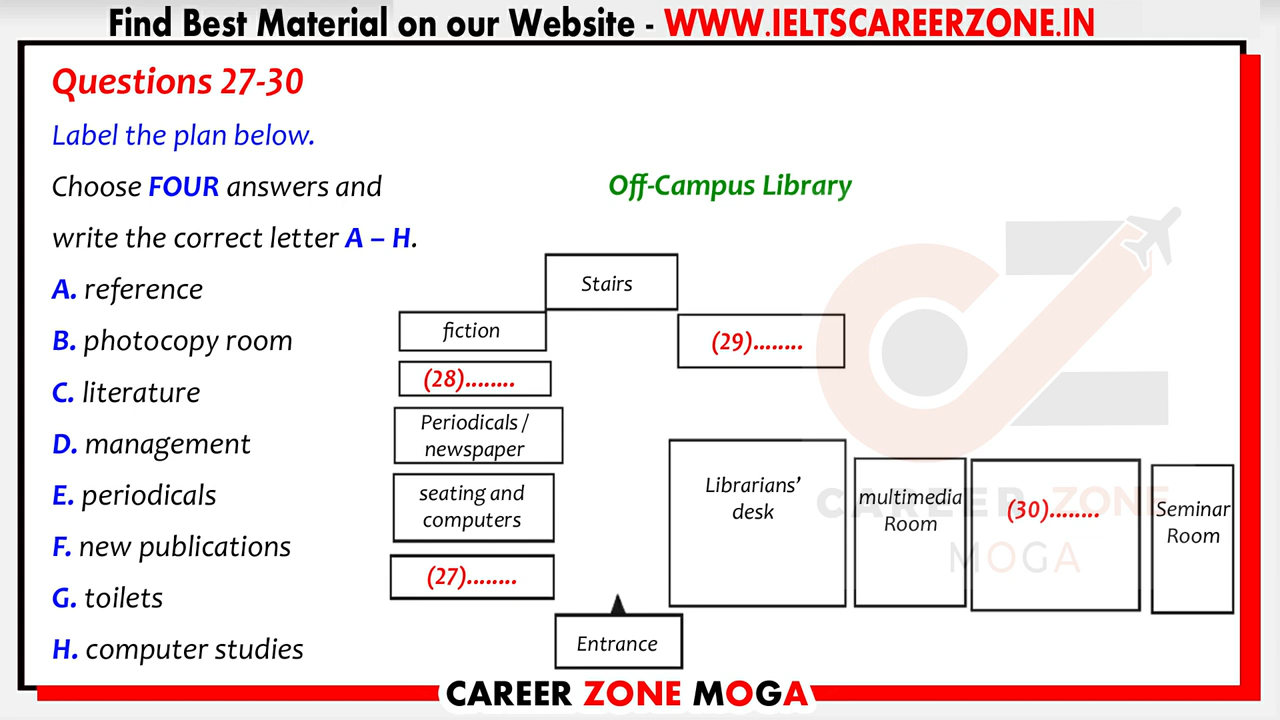 Find Best Material on our Website - WWW.IELTSCAREERZONE.IN
Questions 27-30
Label the plan below.
Choose FOUR answers and
write the correct letter A – H.
A. reference
B. photocopy room
C. literature
D. management
E. periodicals
F. new publications
G. toilets
H. computer studies
Off-Campus Library
Stairs
fiction
(29)........
(28)........
Periodicals /
newspaper
seating and
computers
(27)........
Librarians’
desk
multimedia
Room
(30)........
Seminar
Room
Entrance
CAREER ZONE
MOGA
CAREER ZONE MOGA